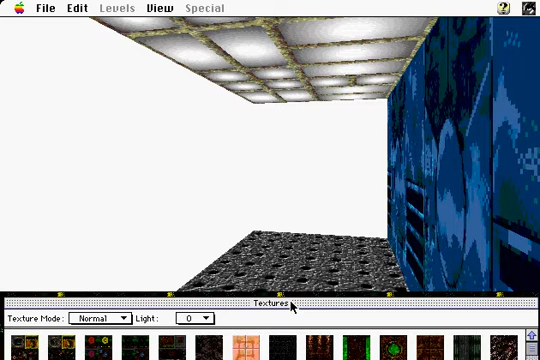 File Edit Levels View Special
Textures
Texture Mode: Normal Light: 0